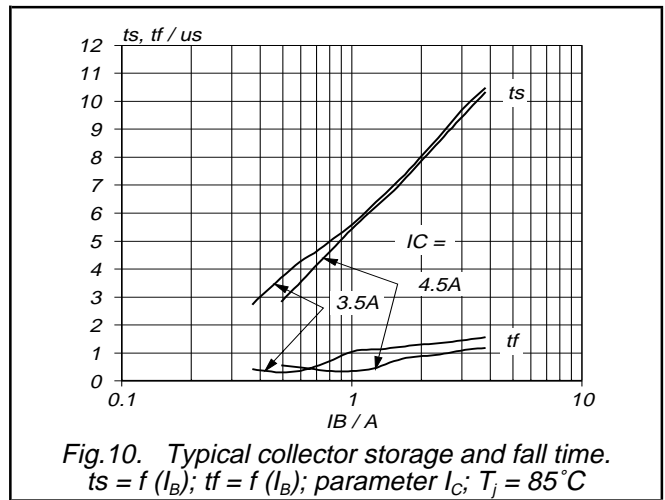 ts, tf / us
12
11
10
9
8
7
6
5
4
3
2
1
0
ts
IC =
3.5A
4.5A
tf
0.1
1
10
IB / A
Fig.10. Typical collector storage and fall time.
ts = f (IB); tf = f (IB); parameter IC; Tj = 85˚C